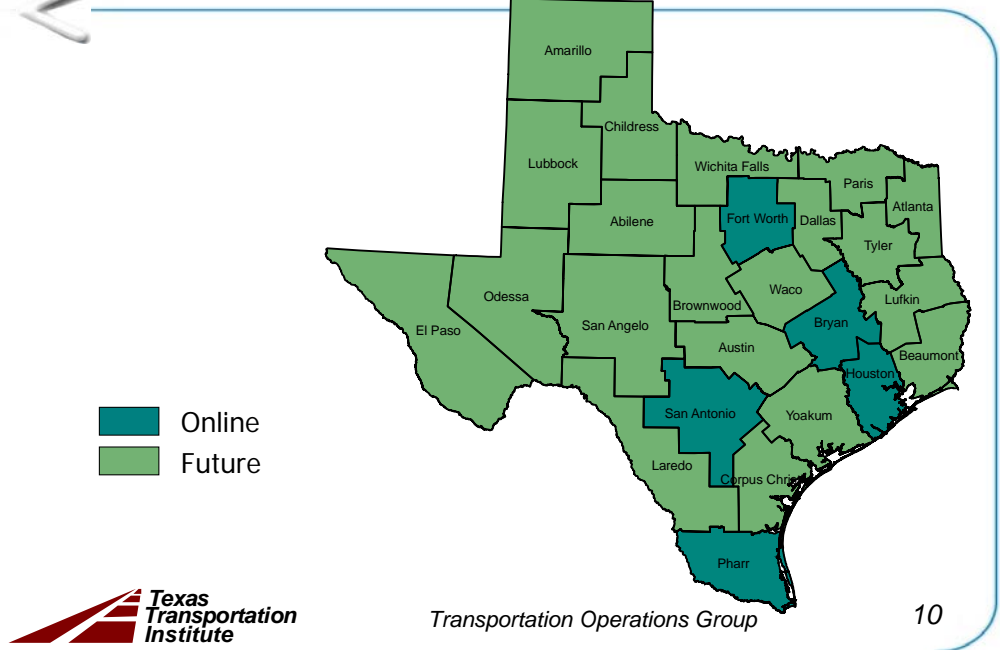 Amarillo
Childress
Lubbock
Wichita Falls
Paris
Atlanta
Abilene
Fort Worth
Dallas
Tyler
Odessa
Waco
Lufkin
Brownwood
El Paso
San Angelo
Bryan
Austin
Beaumont
Houston
San Antonio
Yoakum
Online
Future
Laredo
Corpus Chris
Pharr
Texas
Transportation
Institute
Transportation Operations Group
10